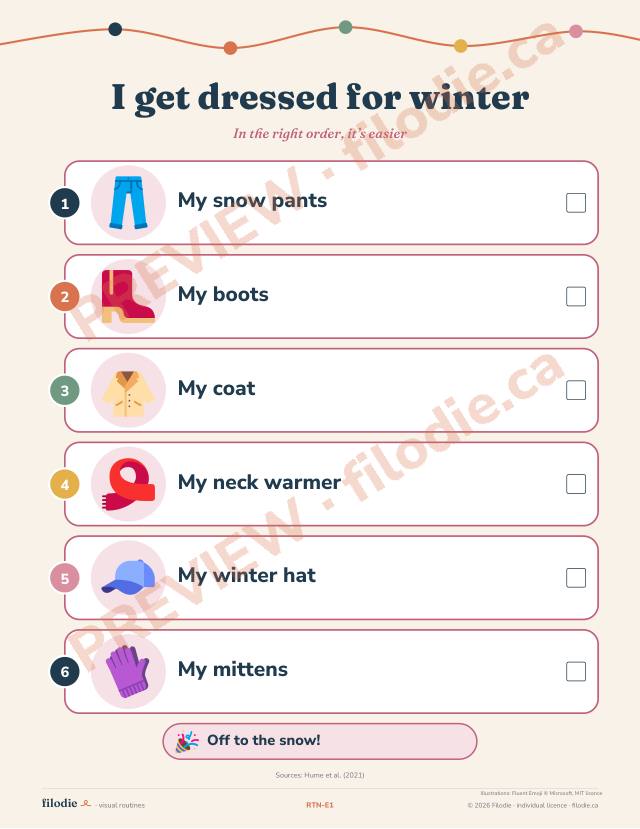 I get dressed for winter
In the right order, it's easier
1 My snow pants
2 My boots
3 My coat
4 My neck warmer
5 My winter hat
6 My mittens
Off to the snow!
Sources: Hume et al. (2021)
Illustrations: Fluent Emoji © Microsoft, MIT licence
filodie · visual routines
RTN-E1
© 2026 Filodie · individual licence · filodie.ca
PREVIEW · filodie.ca
PREVIEW · filodie.ca